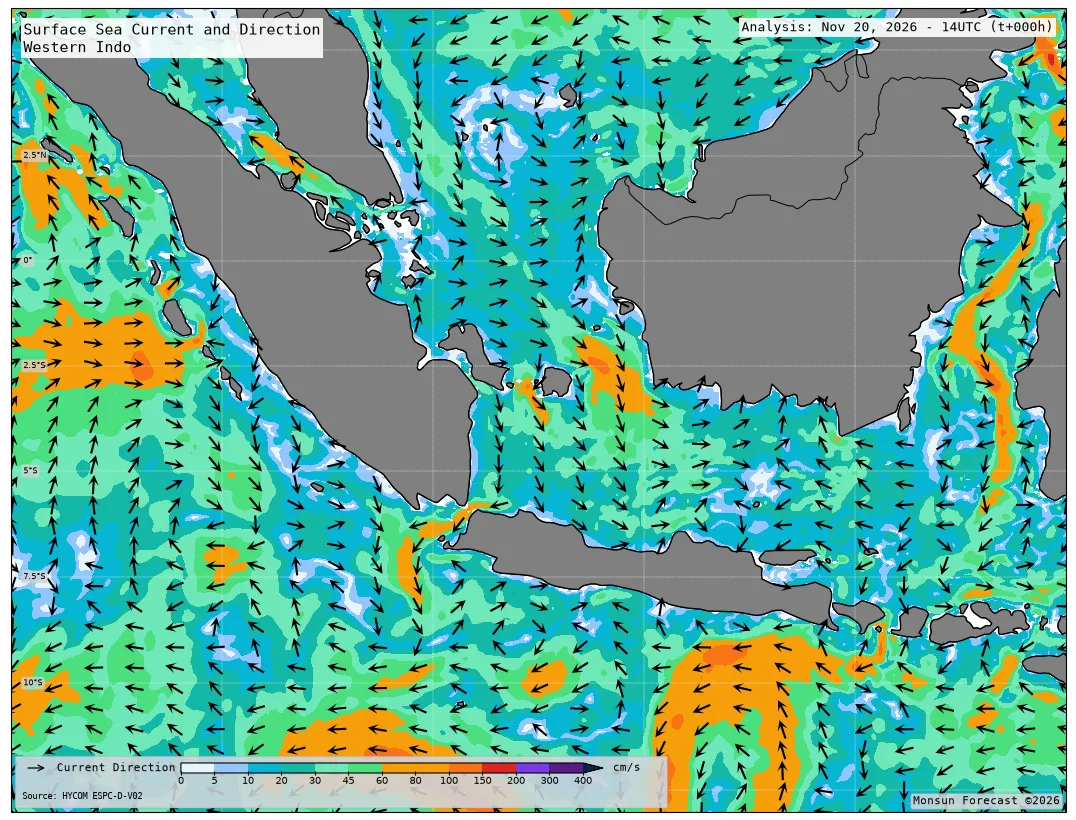 Surface Sea Current and Direction
Western Indo
Analysis: Nov 20, 2026 - 14UTC (t+000h)
2.5°N
0°
2.5°S
5°S
7.5°S
10°S
Current Direction
0 5 10 20 30 45 60 80 100 150 200 300 400 cm/s
Source: HYCOM ESPC-D-V02
Monsun Forecast ©2026